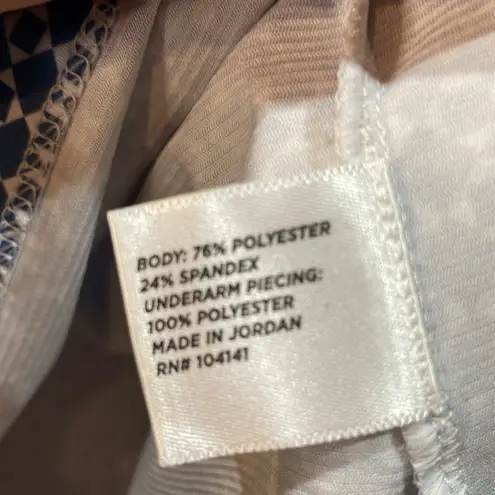 BODY: 76% POLYESTER
24% SPANDEX
UNDERARM PIECING:
100% POLYESTER
MADE IN JORDAN
RN# 104141